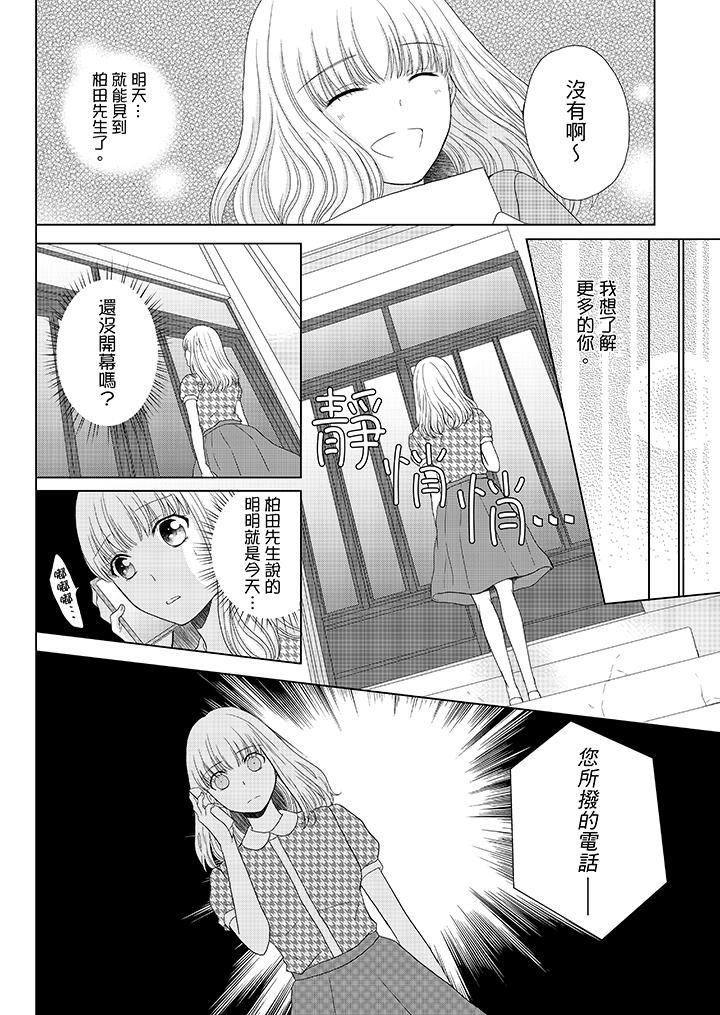 沒有啊～
明天…
就能見到
柏田先生了。
我想了解
更多的你。
靜悄悄…
還沒開幕嗎？
柏田先生說的
明明就是今天…
嘟嘟嘟…
您所撥的電話——